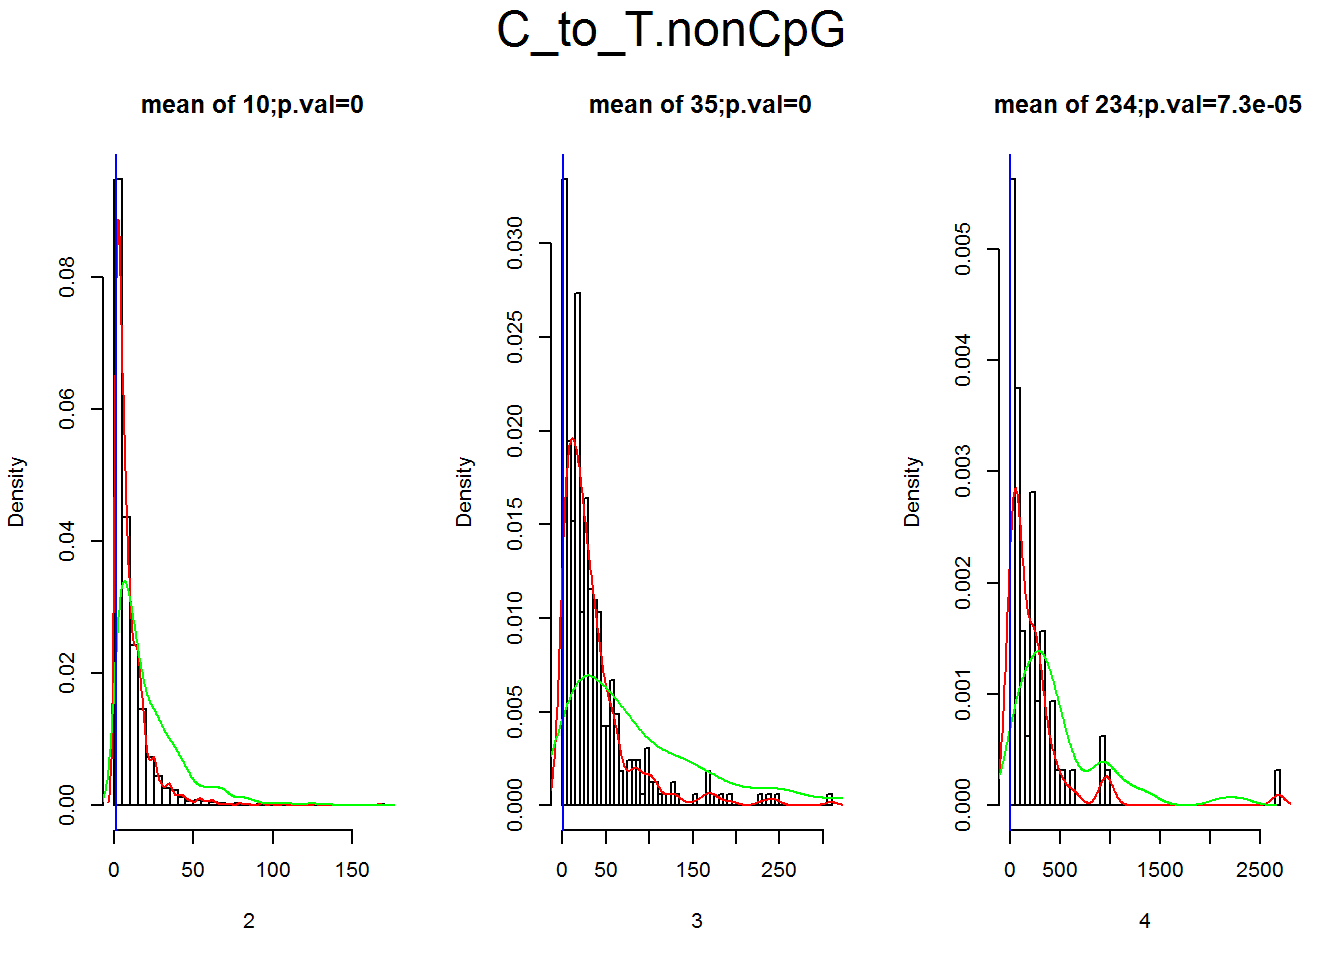 C_to_T.nonCpG
mean of 10;p.val=0
Density
0.00 0.02 0.04 0.06 0.08
0 50 100 150
2
mean of 35;p.val=0
Density
0.000 0.005 0.010 0.015 0.020 0.025 0.030
0 50 150 250
3
mean of 234;p.val=7.3e-05
Density
0.000 0.001 0.002 0.003 0.004 0.005
0 500 1500 2500
4